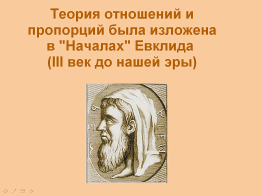 Теория отношений и
пропорций была изложена
в "Началах" Евклида
(III век до нашей эры)